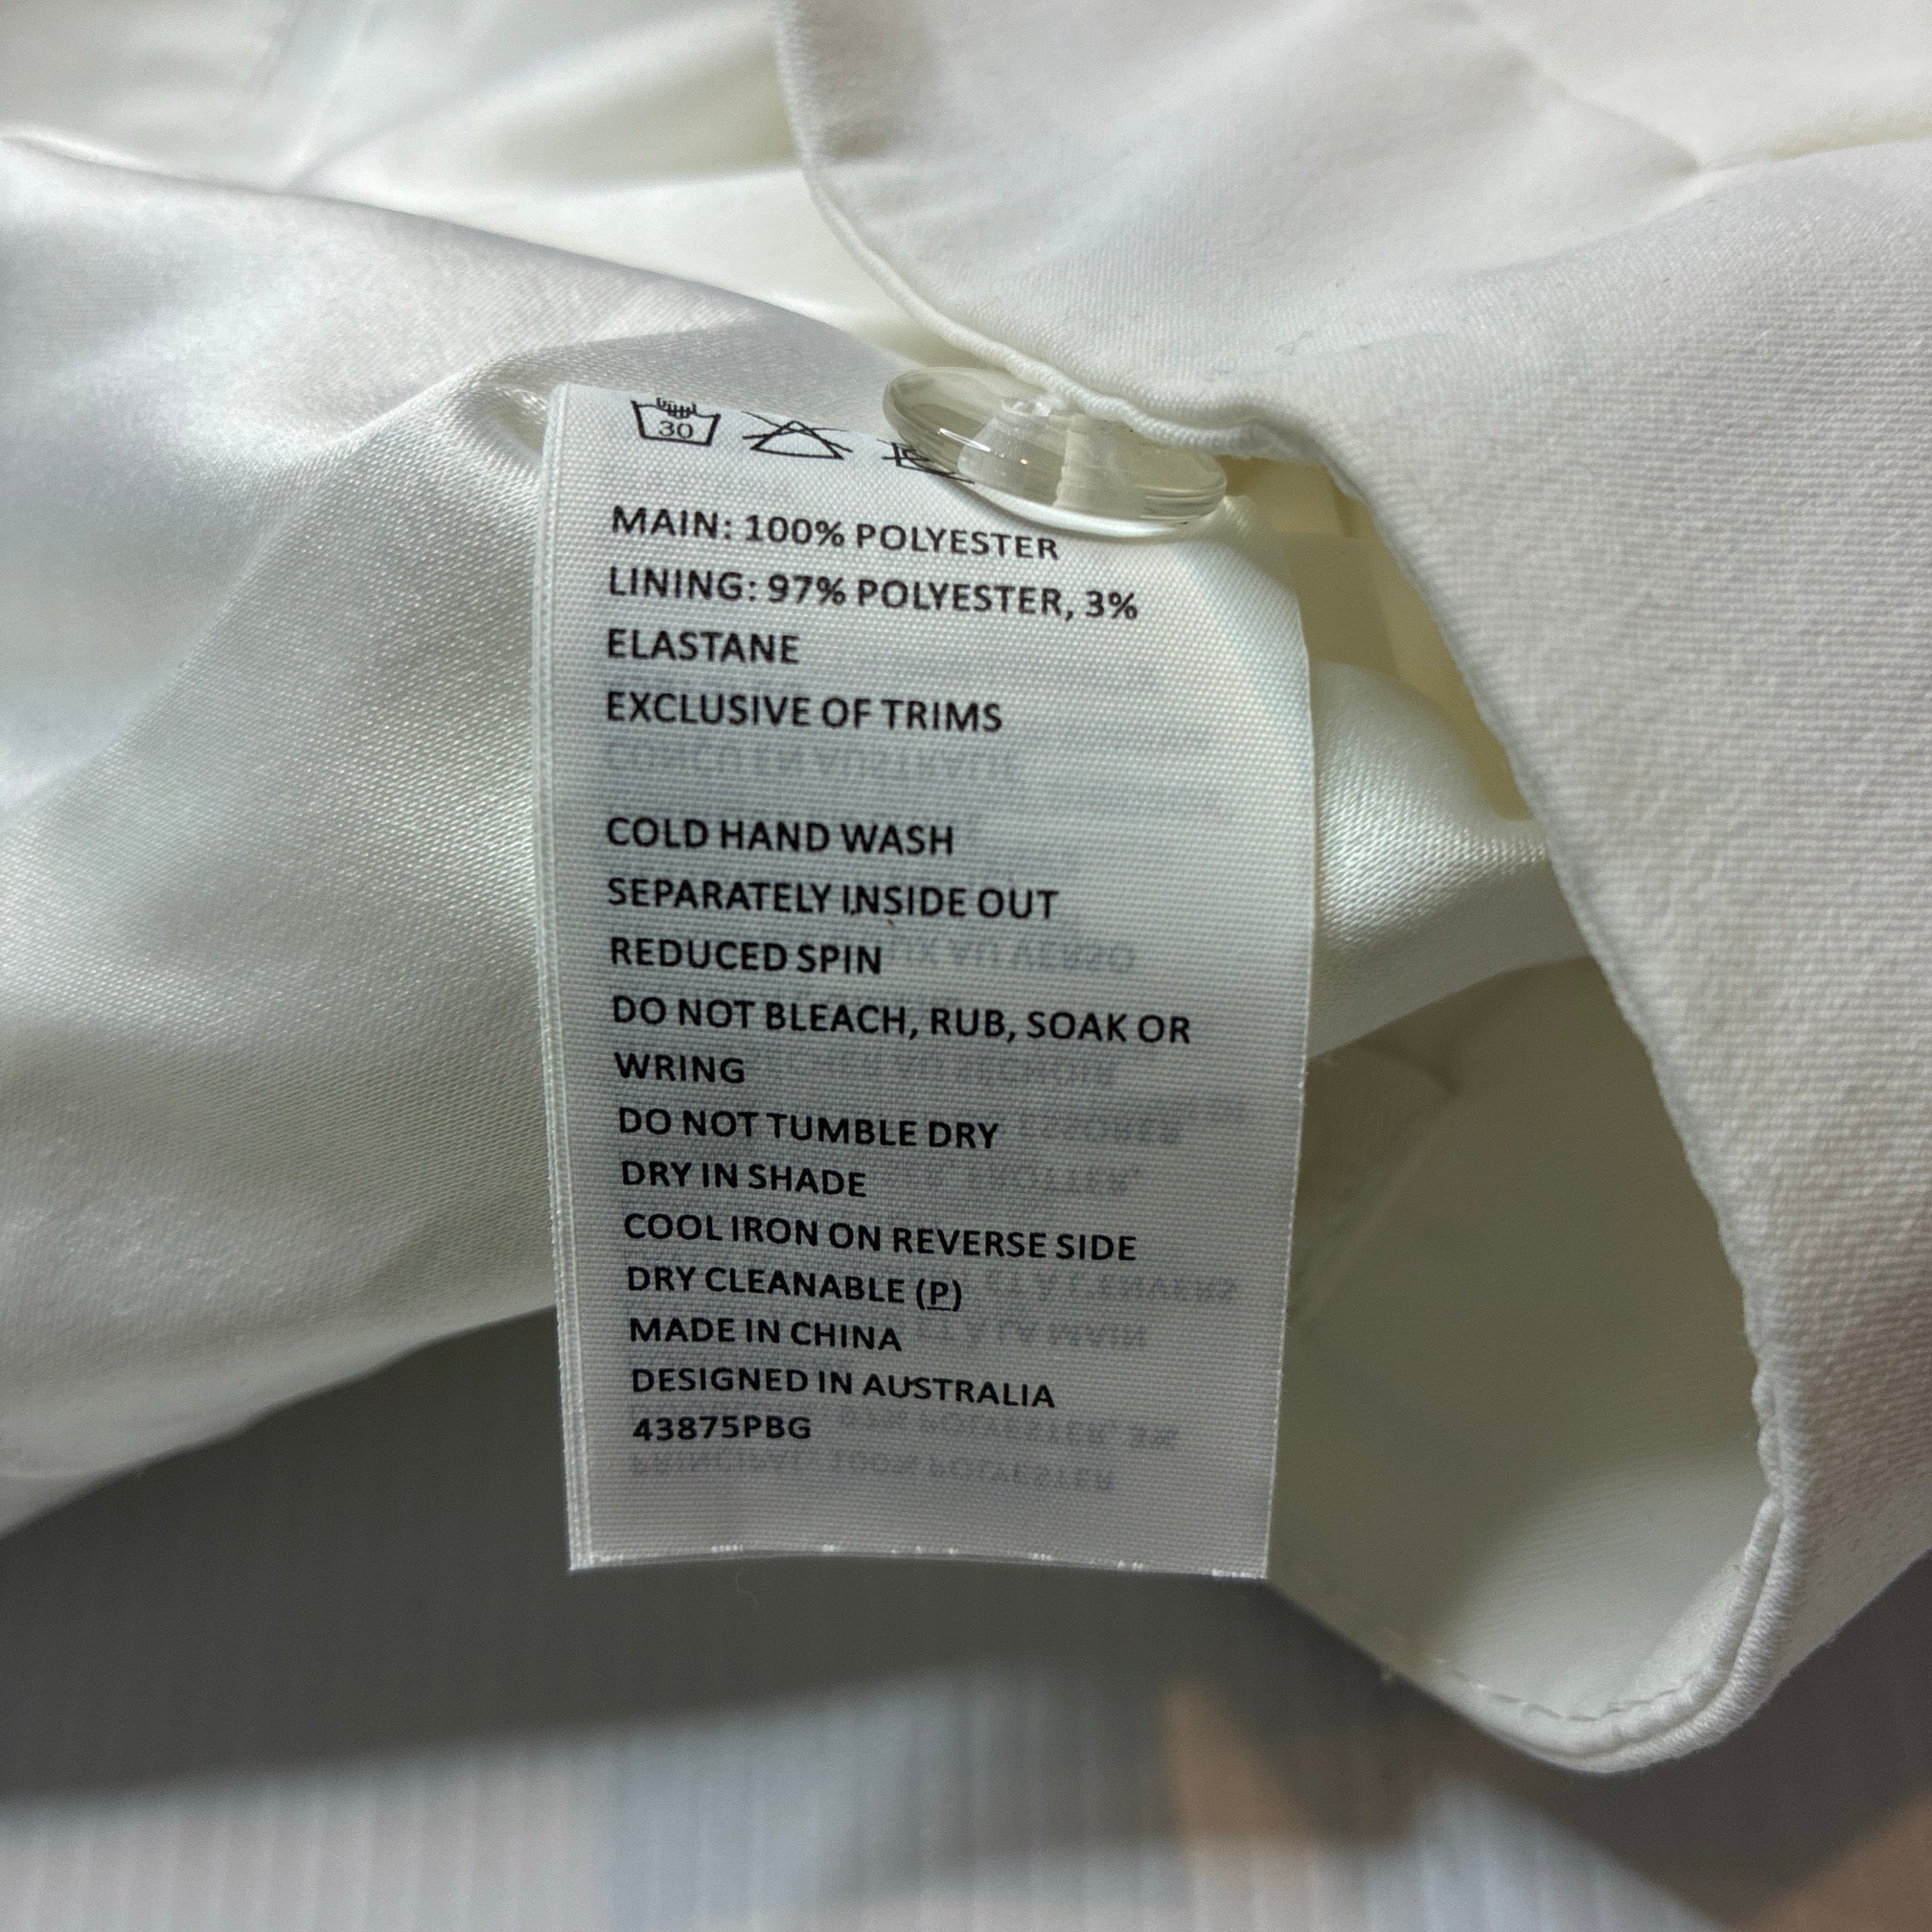 30
MAIN: 100% POLYESTER
LINING: 97% POLYESTER, 3%
ELASTANE
EXCLUSIVE OF TRIMS
COLD HAND WASH
SEPARATELY INSIDE OUT
REDUCED SPIN
DO NOT BLEACH, RUB, SOAK OR
WRING
DO NOT TUMBLE DRY
DRY IN SHADE
COOL IRON ON REVERSE SIDE
DRY CLEANABLE (P)
MADE IN CHINA
DESIGNED IN AUSTRALIA
43875PBG